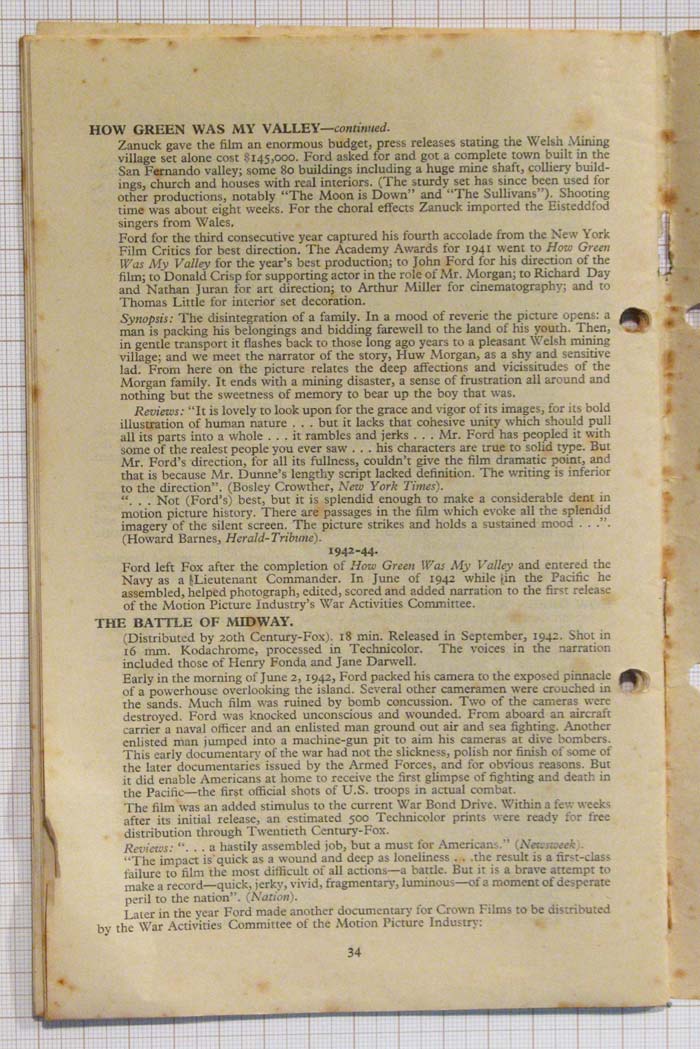 HOW GREEN WAS MY VALLEY—continued.
Zanuck gave the film an enormous budget, press releases stating the Welsh Mining
village set alone cost $145,000. Ford asked for and got a complete town built in the
San Fernando valley; some 80 buildings including a huge mine shaft, colliery build-
ings, church and houses with real interiors. (The sturdy set has since been used for
other productions, notably "The Moon is Down" and "The Sullivans"). Shooting
time was about eight weeks. For the choral effects Zanuck imported the Eisteddfod
singers from Wales.
Ford for the third consecutive year captured his fourth accolade from the New York
Film Critics for best direction. The Academy Awards for 1941 went to How Green
Was My Valley for the year's best production; to John Ford for his direction of the
film; to Donald Crisp for supporting actor in the role of Mr. Morgan; to Richard Day
and Nathan Juran for art direction; to Arthur Miller for cinematography; and to
Thomas Little for interior set decoration.
Synopsis: The disintegration of a family. In a mood of reverie the picture opens: a
man is packing his belongings and bidding farewell to the land of his youth. Then,
in gentle transport it flashes back to those long ago years to a pleasant Welsh mining
village; and we meet the narrator of the story, Huw Morgan, as a shy and sensitive
lad. From here on the picture relates the deep affections and vicissitudes of the
Morgan family. It ends with a mining disaster, a sense of frustration all around and
nothing but the sweetness of memory to bear up the boy that was.
Reviews: "It is lovely to look upon for the grace and vigor of its images, for its bold
illustration of human nature . . . but it lacks that cohesive unity which should pull
all its parts into a whole . . . it rambles and jerks . . . Mr. Ford has peopled it with
some of the realest people you ever saw . . . his characters are true to solid type. But
Mr. Ford's direction, for all its fullness, couldn't give the film dramatic point, and
that is because Mr. Dunne's lengthy script lacked definition. The writing is inferior
to the direction". (Bosley Crowther, New York Times).
". . . Not (Ford's) best, but it is splendid enough to make a considerable dent in
motion picture history. There are passages in the film which evoke all the splendid
imagery of the silent screen. The picture strikes and holds a sustained mood . . .".
(Howard Barnes, Herald-Tribune).
1942-44.
Ford left Fox after the completion of How Green Was My Valley and entered the
Navy as a Lieutenant Commander. In June of 1942 while in the Pacific he
assembled, helped photograph, edited, scored and added narration to the first release
of the Motion Picture Industry's War Activities Committee.
THE BATTLE OF MIDWAY.
(Distributed by 20th Century-Fox). 18 min. Released in September, 1942. Shot in
16 mm. Kodachrome, processed in Technicolor. The voices in the narration
included those of Henry Fonda and Jane Darwell.
Early in the morning of June 2, 1942, Ford packed his camera to the exposed pinnacle
of a powerhouse overlooking the island. Several other cameramen were crouched in
the sands. Much film was ruined by bomb concussion. Two of the cameras were
destroyed. Ford was knocked unconscious and wounded. From aboard an aircraft
carrier a naval officer and an enlisted man ground out air and sea fighting. Another
enlisted man jumped into a machine-gun pit to aim his cameras at dive bombers.
This early documentary of the war had not the slickness, polish nor finish of some of
the later documentaries issued by the Armed Forces, and for obvious reasons. But
it did enable Americans at home to receive the first glimpse of fighting and death in
the Pacific—the first official shots of U.S. troops in actual combat.
The film was an added stimulus to the current War Bond Drive. Within a few weeks
after its initial release, an estimated 500 Technicolor prints were ready for free
distribution through Twentieth Century-Fox.
Reviews: ". . . a hastily assembled job, but a must for Americans." (Newsweek).
"The impact is quick as a wound and deep as loneliness . . .the result is a first-class
failure to film the most difficult of all actions—a battle. But it is a brave attempt to
make a record—quick, jerky, vivid, fragmentary, luminous—of a moment of desperate
peril to the nation". (Nation).
Later in the year Ford made another documentary for Crown Films to be distributed
by the War Activities Committee of the Motion Picture Industry:
34